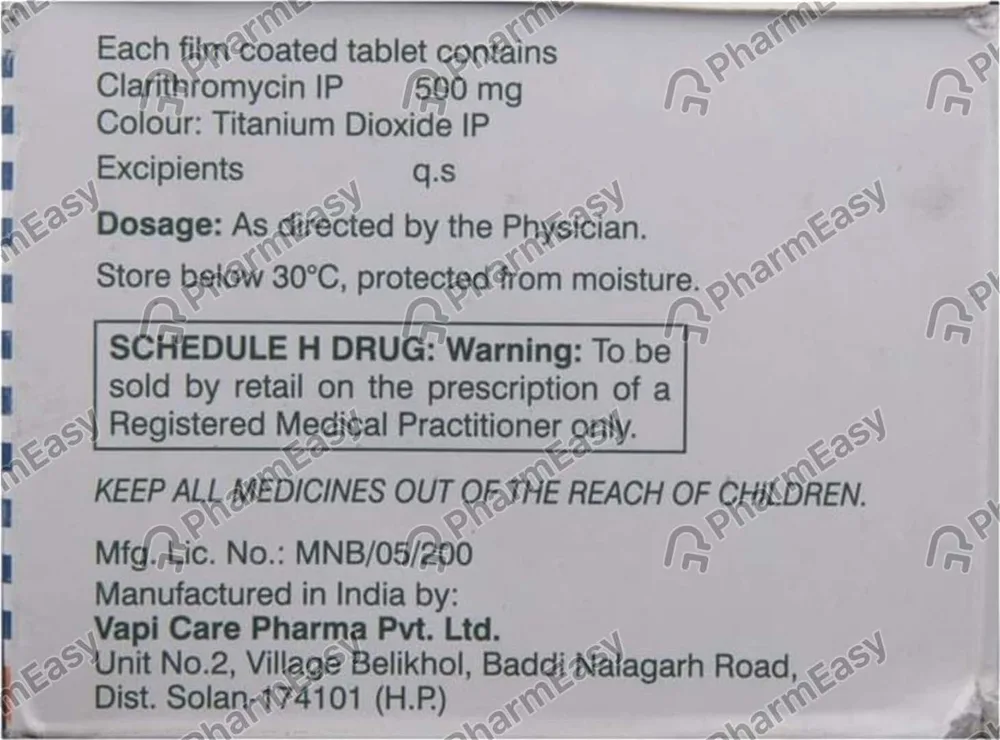 Each film coated tablet contains
Clarithromycin IP 500 mg
Colour: Titanium Dioxide IP
Excipients q.s
Dosage: As directed by the Physician.
Store below 30°C, protected from moisture.
SCHEDULE H DRUG: Warning: To be
sold by retail on the prescription of a
Registered Medical Practitioner only.
KEEP ALL MEDICINES OUT OF THE REACH OF CHILDREN.
Mfg. Lic. No.: MNB/05/200
Manufactured in India by:
Vapi Care Pharma Pvt. Ltd.
Unit No.2, Village Belikhol, Baddi Nalagarh Road,
Dist. Solan-174101 (H.P.)
PharmEasy